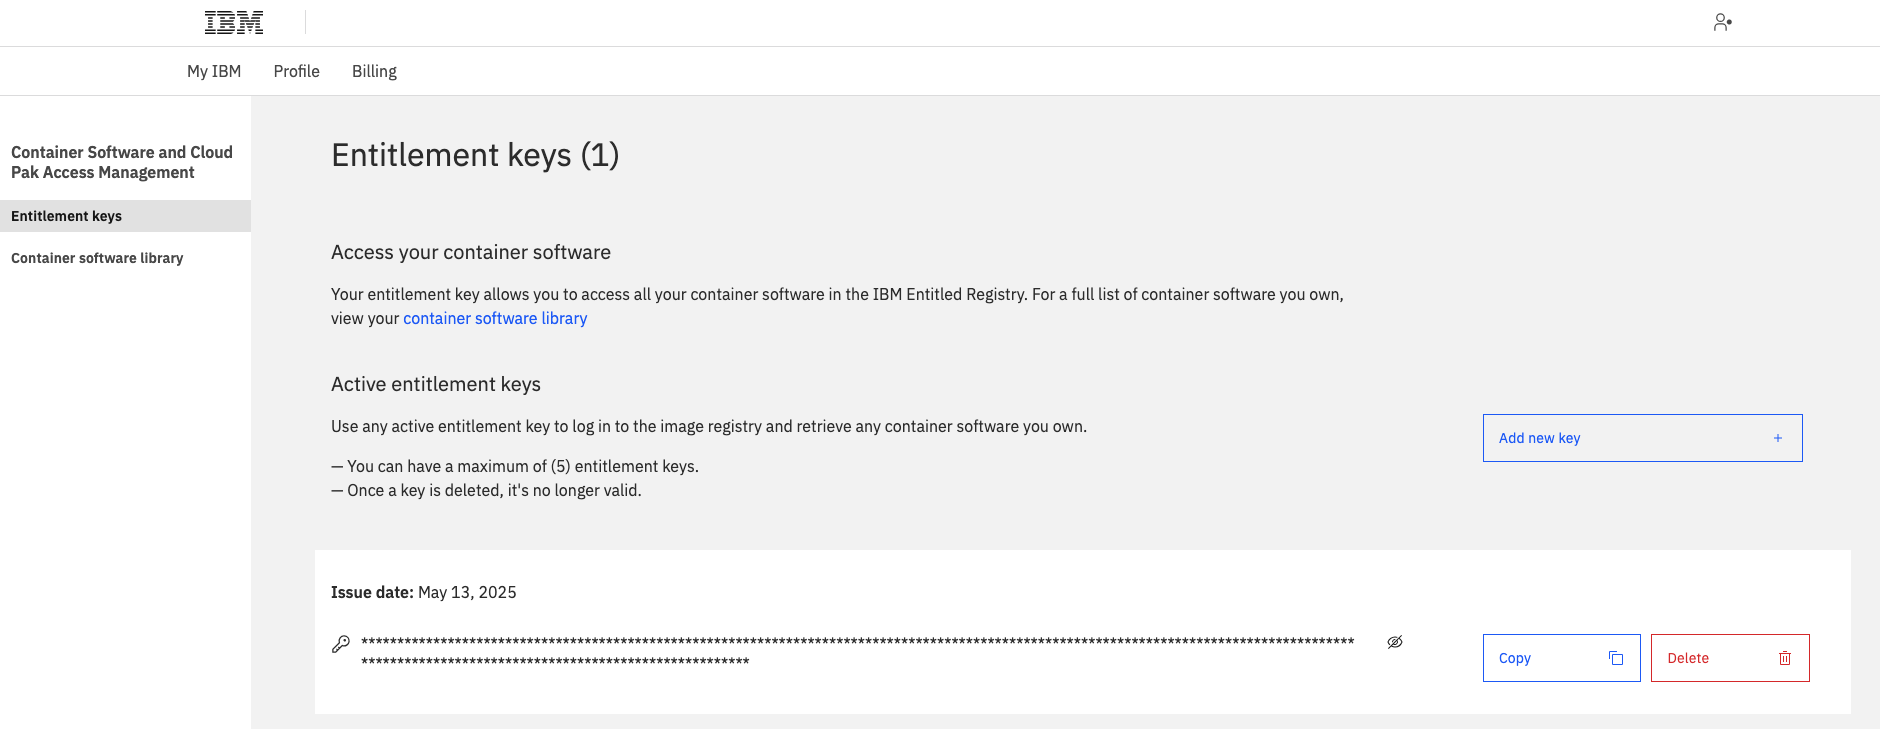 IBM
My IBM
Profile
Billing
Container Software and Cloud
Pak Access Management
Entitlement keys
Container software library
Entitlement keys (1)
Access your container software
Your entitlement key allows you to access all your container software in the IBM Entitled Registry. For a full list of container software you own,
view your container software library
Active entitlement keys
Use any active entitlement key to log in to the image registry and retrieve any container software you own.
— You can have a maximum of (5) entitlement keys.
— Once a key is deleted, it's no longer valid.
Add new key +
Issue date: May 13, 2025
******************************************************************************************************************************************
******************************************************
Copy
Delete